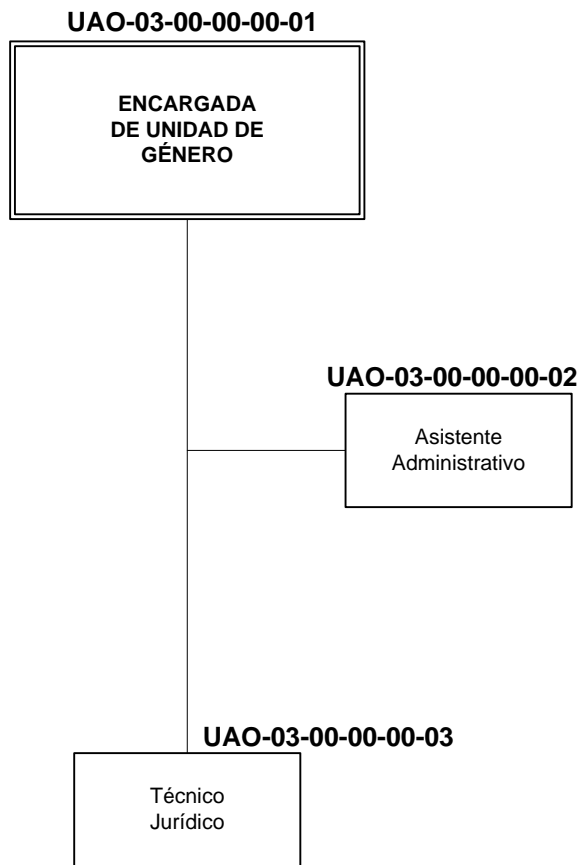 UAO-03-00-00-00-01
ENCARGADA
DE UNIDAD DE
GÉNERO
UAO-03-00-00-00-02
Asistente
Administrativo
UAO-03-00-00-00-03
Técnico
Jurídico